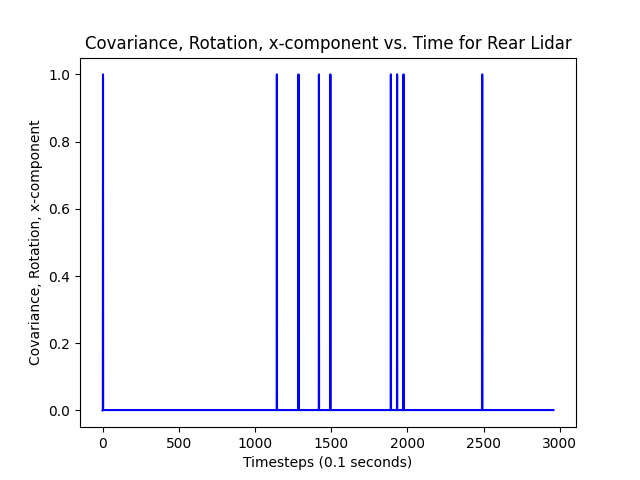 Covariance, Rotation, x-component vs. Time for Rear Lidar
Covariance, Rotation, x-component
1.0
0.8
0.6
0.4
0.2
0.0
0 500 1000 1500 2000 2500 3000
Timesteps (0.1 seconds)